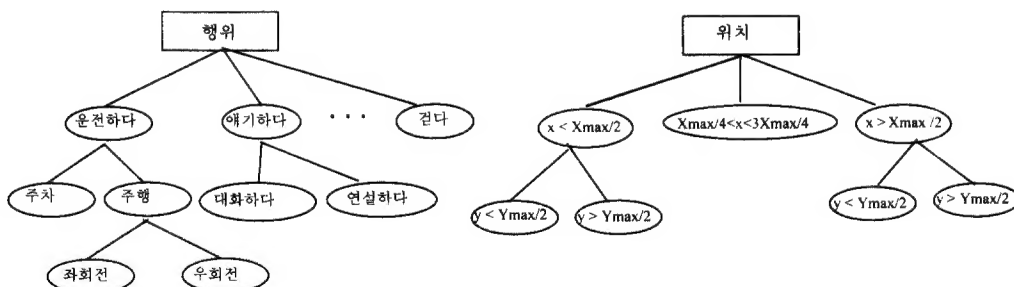 행위
위치
운전하다
얘기하다
· · ·
걷다
x < Xmax/2
Xmax/4<x<3Xmax/4
x > Xmax /2
주차
주행
대화하다
연설하다
y < Ymax/2
y > Ymax/2
y < Ymax/2
y > Ymax/2
좌회전
우회전